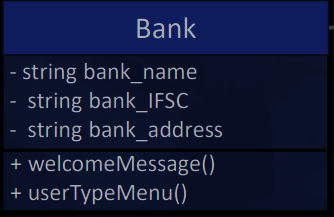 Bank
- string bank_name
- string bank_IFSC
- string bank_address
+ welcomeMessage()
+ userTypeMenu()